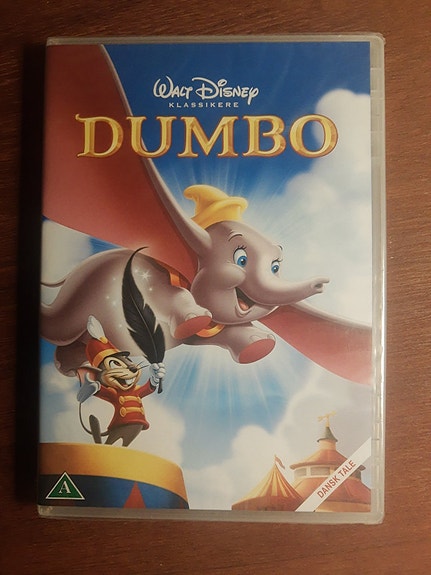 WALT DISNEY
KLASSIKERE
DUMBO
DANSK TALE
A